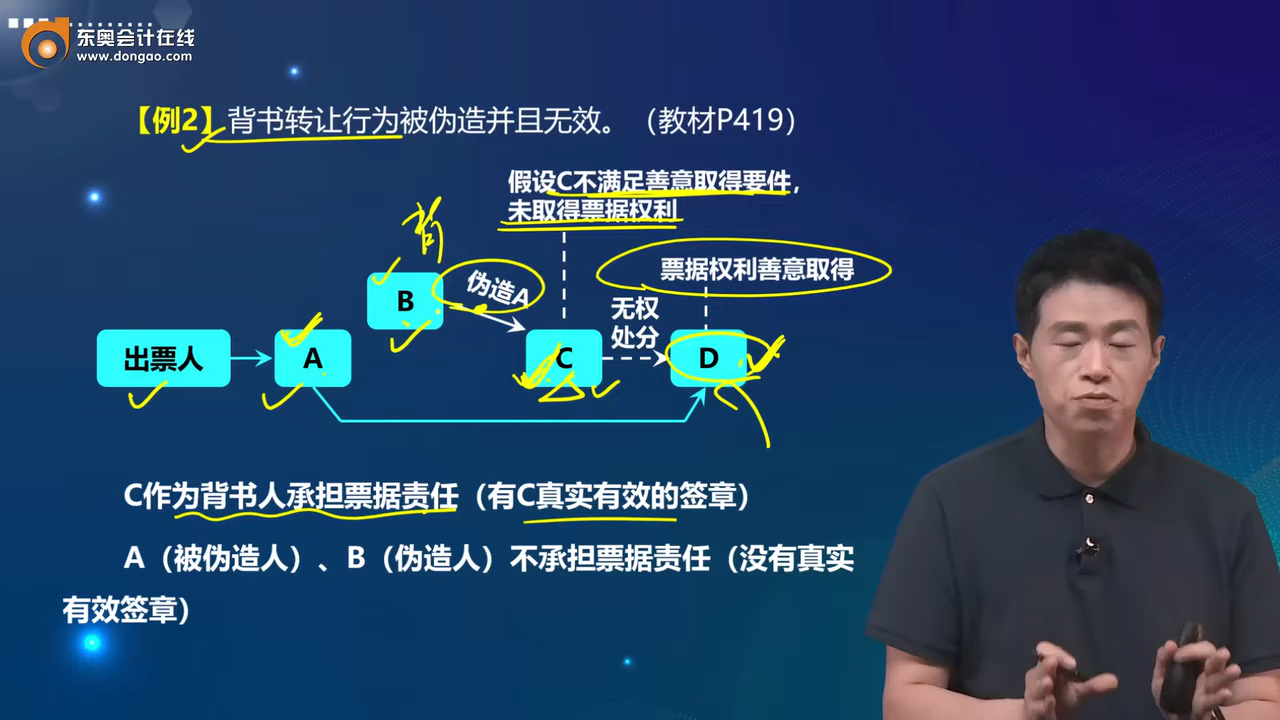 东奥会计在线
www.dongao.com
【例2】背书转让行为被伪造并且无效。（教材P419）
假设C不满足善意取得要件，
未取得票据权利
背
票据权利善意取得
B
伪造A
无权
处分
出票人
A
C
D
C作为背书人承担票据责任（有C真实有效的签章）
A（被伪造人）、B（伪造人）不承担票据责任（没有真实
有效签章）